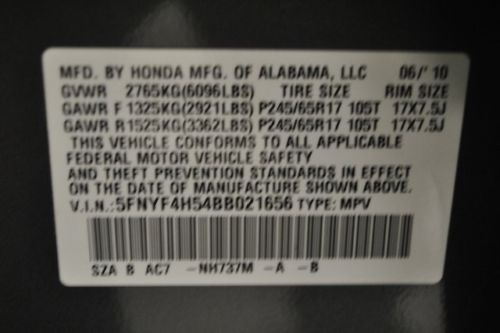 MFD. BY HONDA MFG. OF ALABAMA, LLC 06/'10
GVWR 2765KG(6096LBS) TIRE SIZE RIM SIZE
GAWR F 1325KG(2921LBS) P245/65R17 105T 17X7.5J
GAWR R1525KG(3362LBS) P245/65R17 105T 17X7.5J
THIS VEHICLE CONFORMS TO ALL APPLICABLE
FEDERAL MOTOR VEHICLE SAFETY
AND THEFT PREVENTION STANDARDS IN EFFECT
ON THE DATE OF MANUFACTURE SHOWN ABOVE.
V.I.N.:5FNYF4H54BB021656 TYPE: MPV
SZA B AC7 -NH737M -A -B